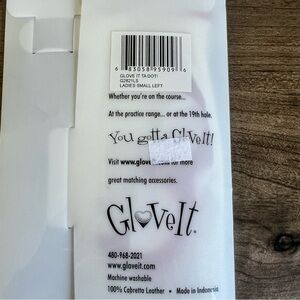 6 83058 95909 6
GLOVE IT TA DOT!
G2821LS
LADIES SMALL LEFT
Whether you're on the course...
At the practice range... or at the 19th hole.
You gotta GloveIt!
Visit www.glove for more
great matching accessories.
GloveIt.
480-968-2021
www.gloveit.com
Machine washable
100% Cabretta Leather • Made in Indonesia